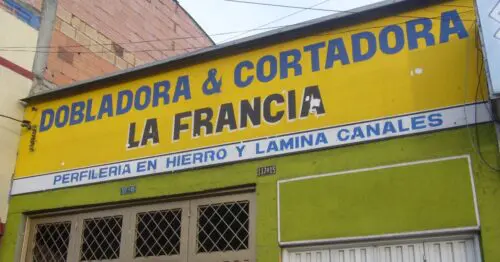 DOBLADORA & CORTADORA
LA FRANCIA
PERFILERIA EN HIERRO Y LAMINA CANALES